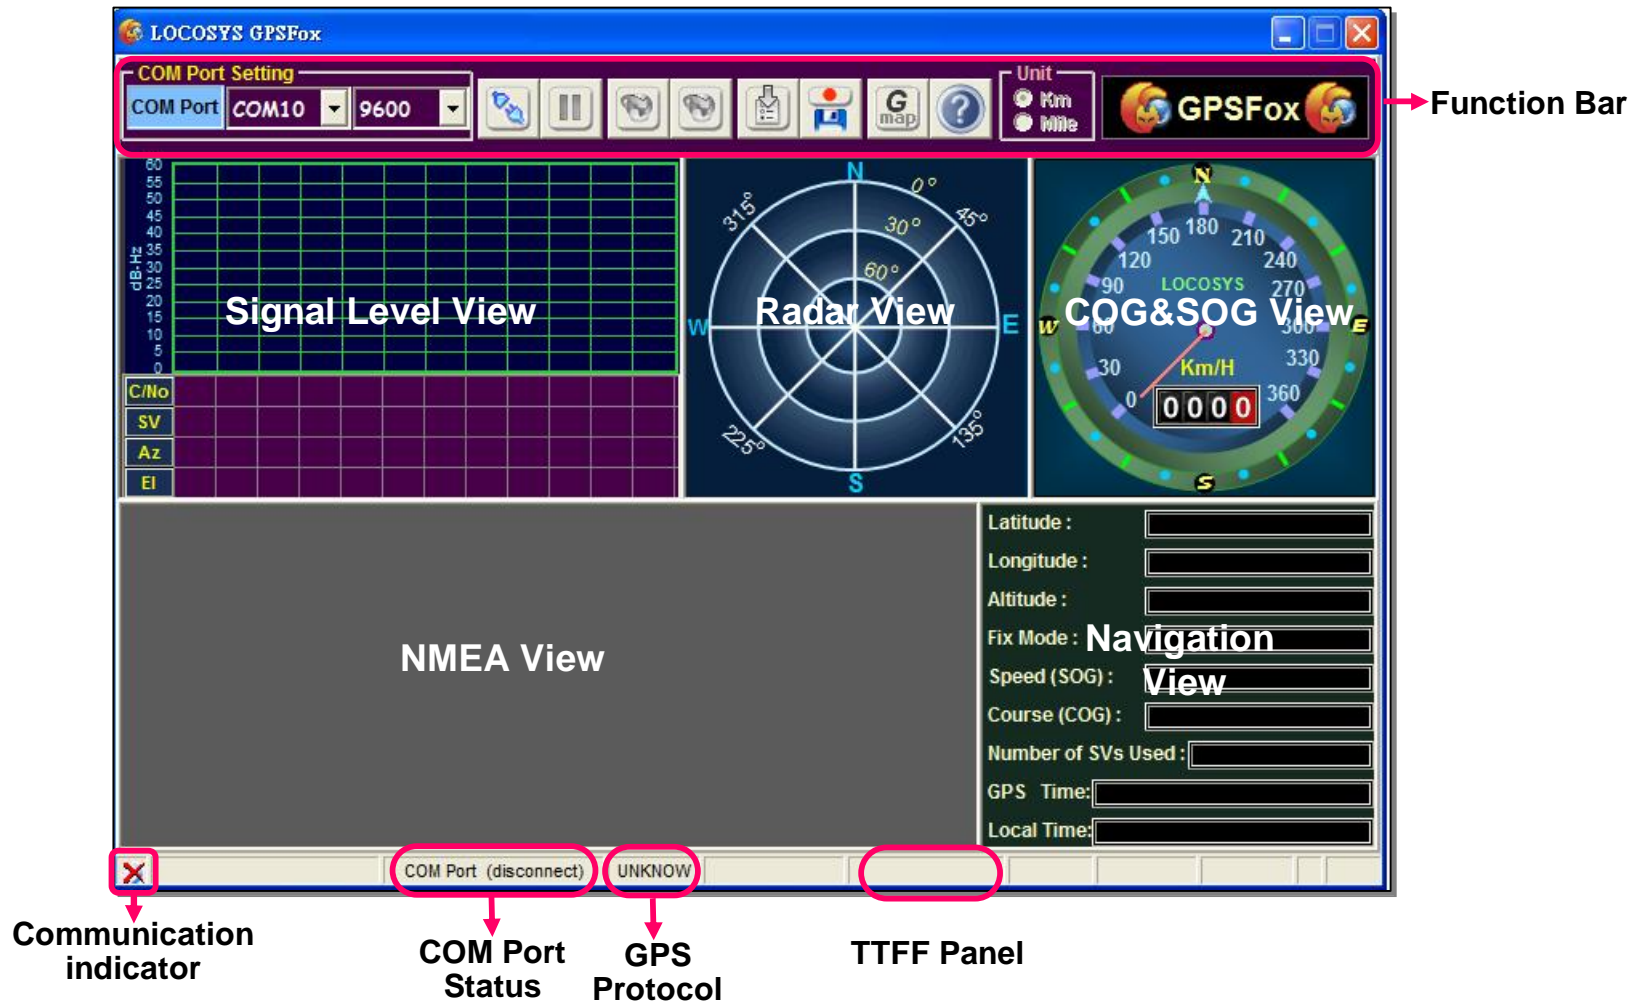 LOCOSYS GPSFox
COM Port Setting
COM Port COM10 9600
G map
Unit
Km
Mile
GPSFox
Function Bar
60
55
50
45
40
35
30
25
20
15
10
5
0
dB-Hz
Signal Level View
C/No
SV
Az
El
N
0°
45°
315°
30°
60°
W
E
Radar View
225°
135°
S
N
150 180 210
120 240
90 LOCOSYS 270
W 60 300 E
COG&SOG View
30 Km/H 330
0 0000 360
S
NMEA View
Latitude :
Longitude :
Altitude :
Fix Mode :
Speed (SOG) :
Course (COG) :
Number of SVs Used :
GPS Time:
Local Time:
Navigation
View
COM Port (disconnect) UNKNOW
Communication
indicator
COM Port
Status
GPS
Protocol
TTFF Panel